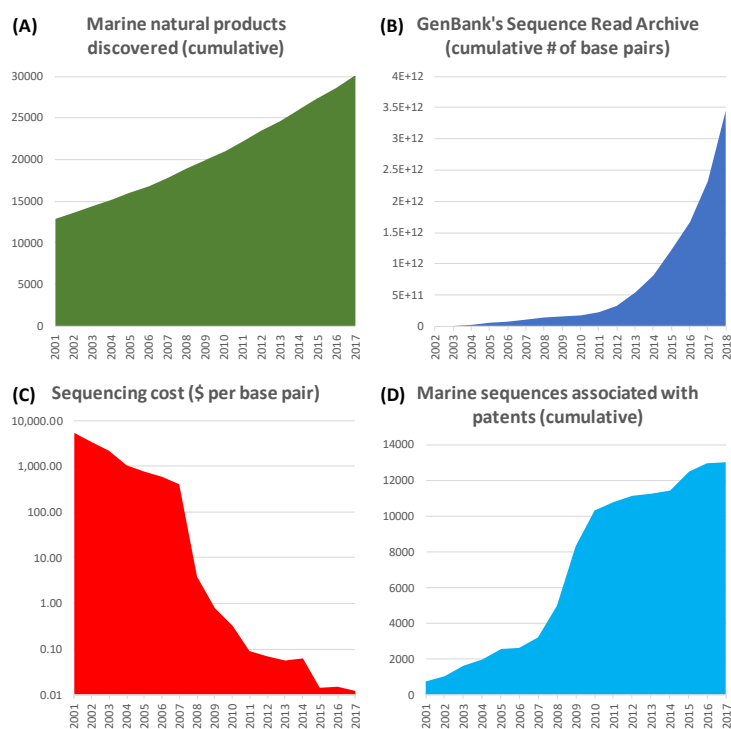 (A) Marine natural products
discovered (cumulative)
30000
25000
20000
15000
10000
5000
0
2001 2002 2003 2004 2005 2006 2007 2008 2009 2010 2011 2012 2013 2014 2015 2016 2017
(B) GenBank's Sequence Read Archive
(cumulative # of base pairs)
4E+12
3.5E+12
3E+12
2.5E+12
2E+12
1.5E+12
1E+12
5E+11
0
2002 2003 2004 2005 2006 2007 2008 2009 2010 2011 2012 2013 2014 2015 2016 2017 2018
(C) Sequencing cost ($ per base pair)
10,000.00
1,000.00
100.00
10.00
1.00
0.10
0.01
2001 2002 2003 2004 2005 2006 2007 2008 2009 2010 2011 2012 2013 2014 2015 2016 2017
(D) Marine sequences associated with
patents (cumulative)
14000
12000
10000
8000
6000
4000
2000
0
2001 2002 2003 2004 2005 2006 2007 2008 2009 2010 2011 2012 2013 2014 2015 2016 2017